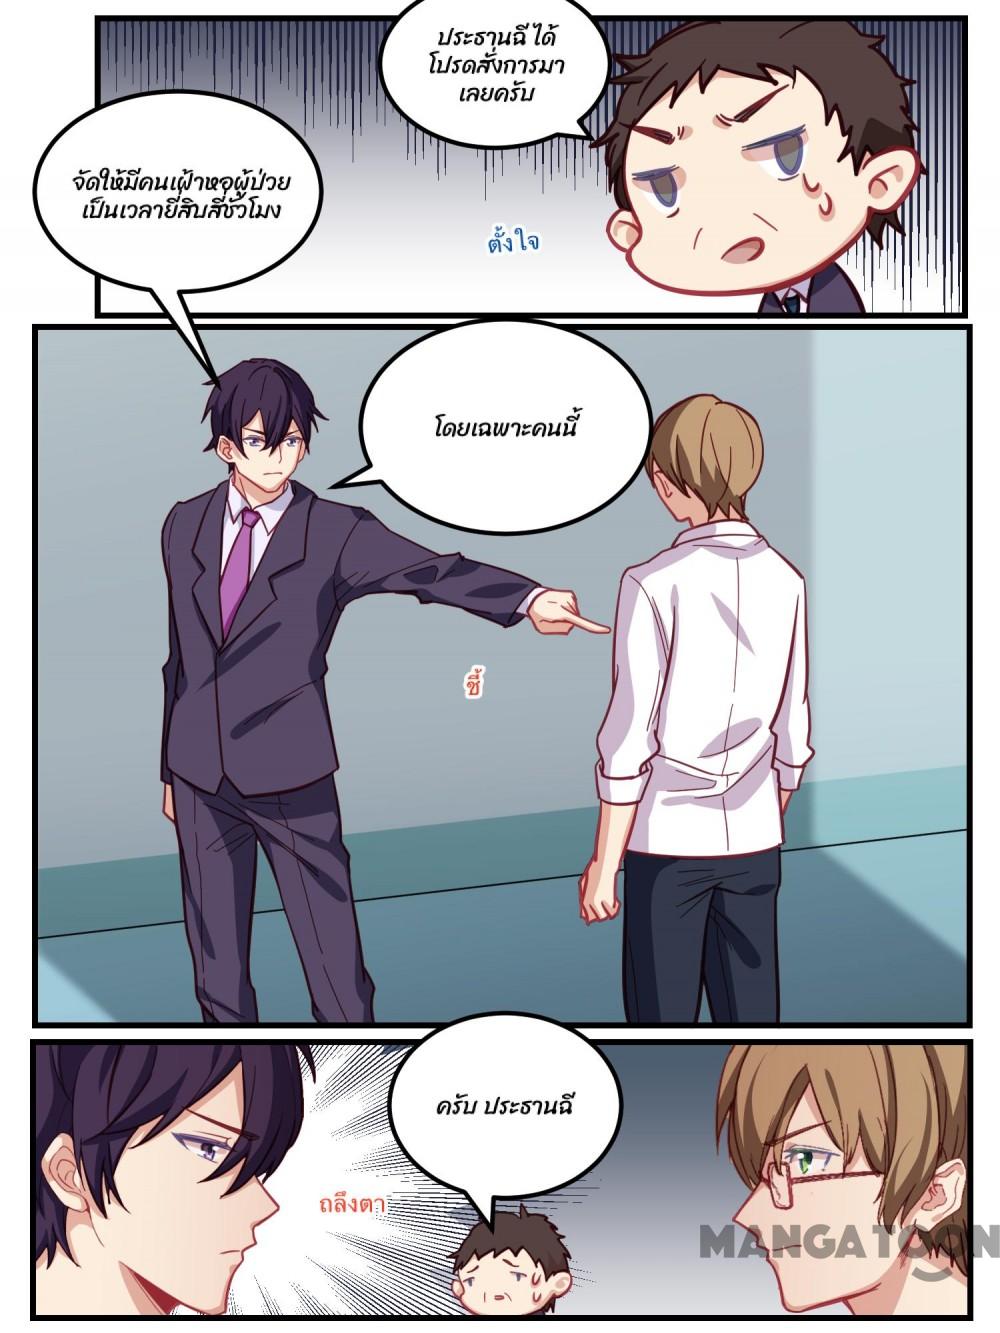 ประธานฉี ได้
โปรดสั่งการมา
เลยครับ
จัดให้มีคนเฝ้าหอผู้ป่วย
เป็นเวลายี่สิบสี่ชั่วโมง
ตั้งใจ
โดยเฉพาะคนนี้
ชี้
ครับ ประธานฉี
ถลึงตา
MANGATOON